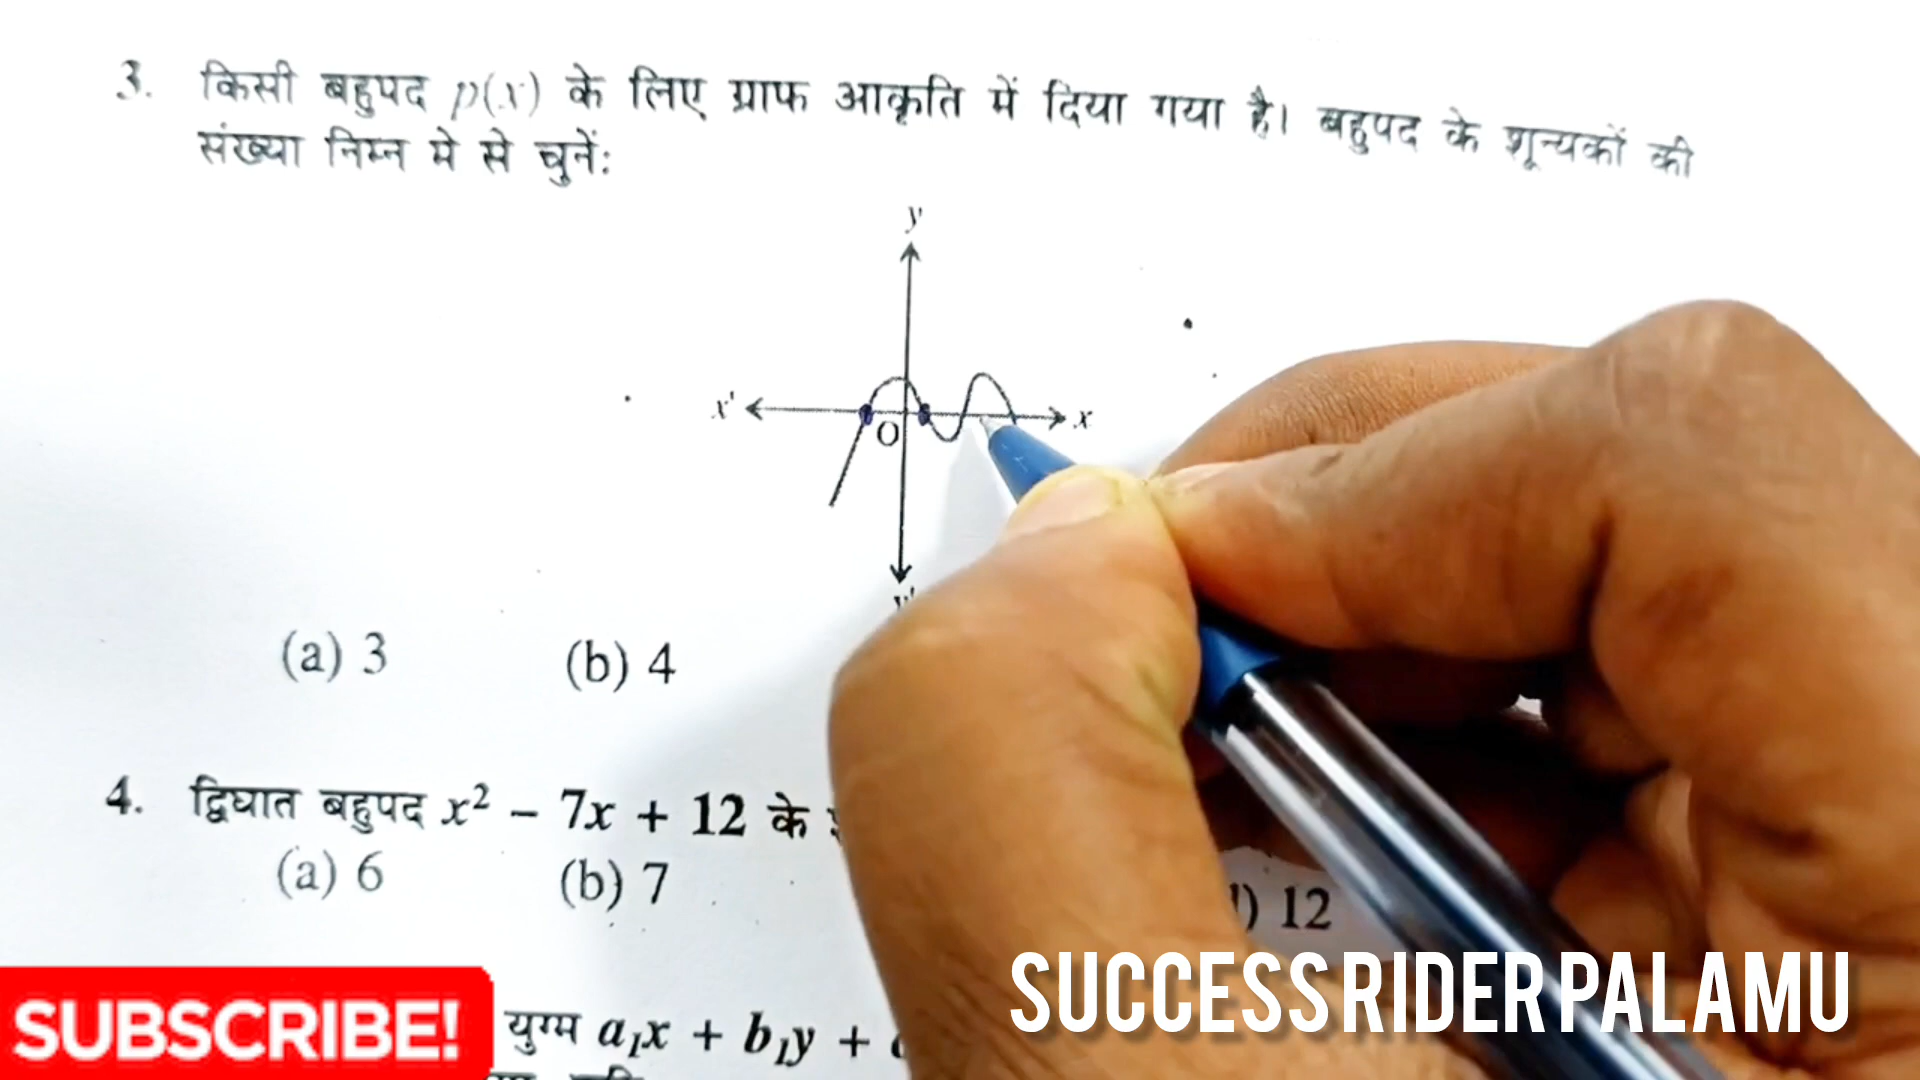 3. किसी बहुपद p(x) के लिए ग्राफ आकृति में दिया गया है। बहुपद के शून्यकों की
संख्या निम्न मे से चुनें:
y
x' O x
y'
(a) 3 (b) 4
4. द्विघात बहुपद x² – 7x + 12 के
(a) 6 (b) 7 12
युग्म a₁x + b₁y +
SUBSCRIBE!
SUCCESS RIDER PALAMU